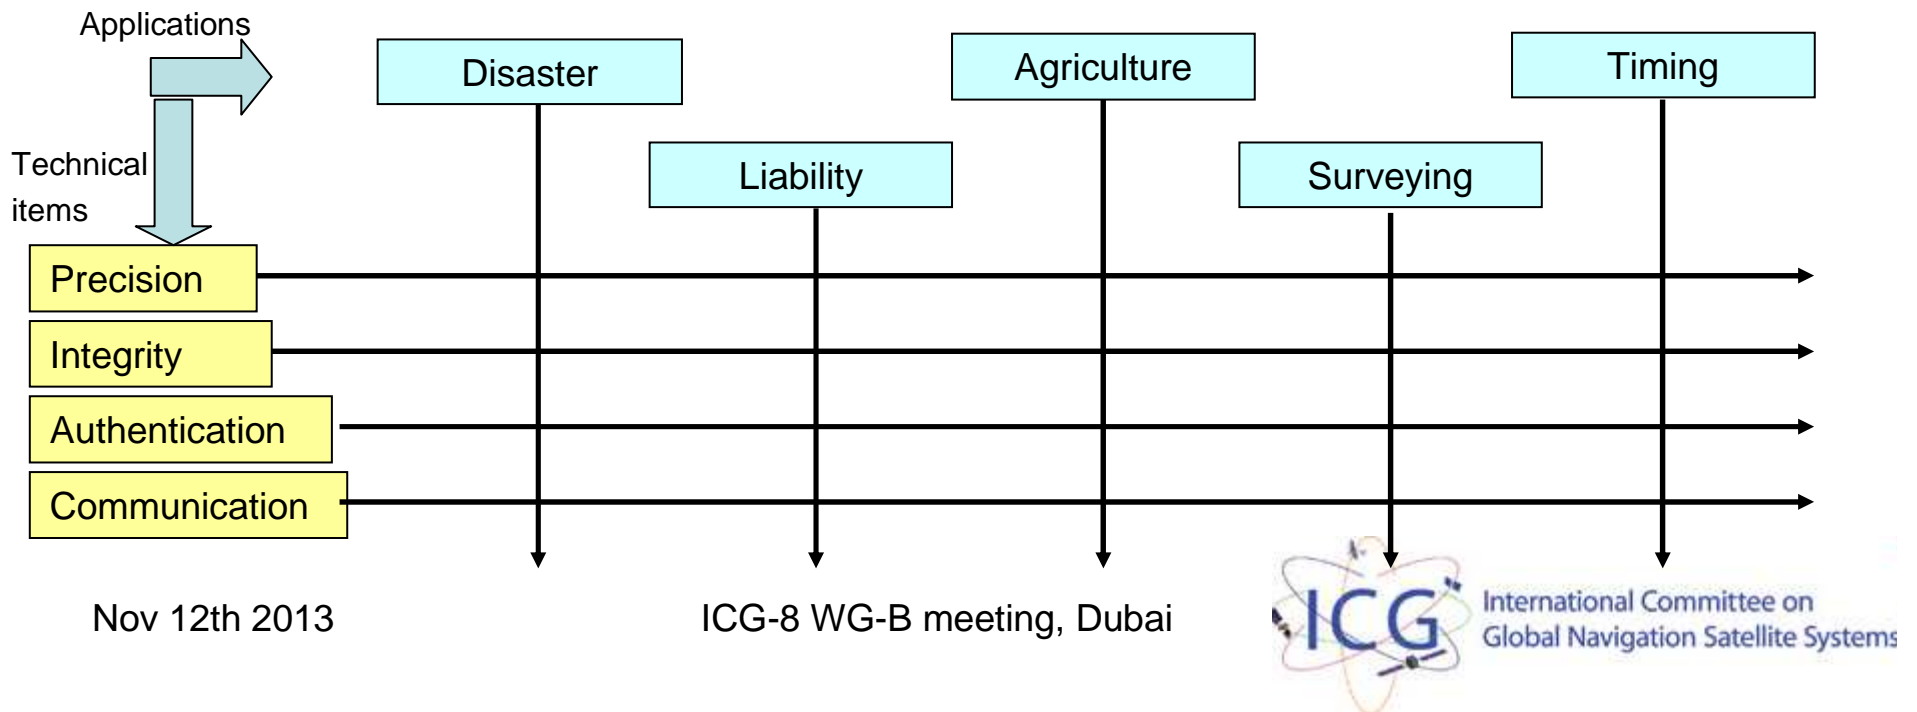 Applications
Disaster
Agriculture
Timing
Technical
items
Liability
Surveying
Precision
Integrity
Authentication
Communication
Nov 12th 2013
ICG-8 WG-B meeting, Dubai
ICG
International Committee on
Global Navigation Satellite Systems